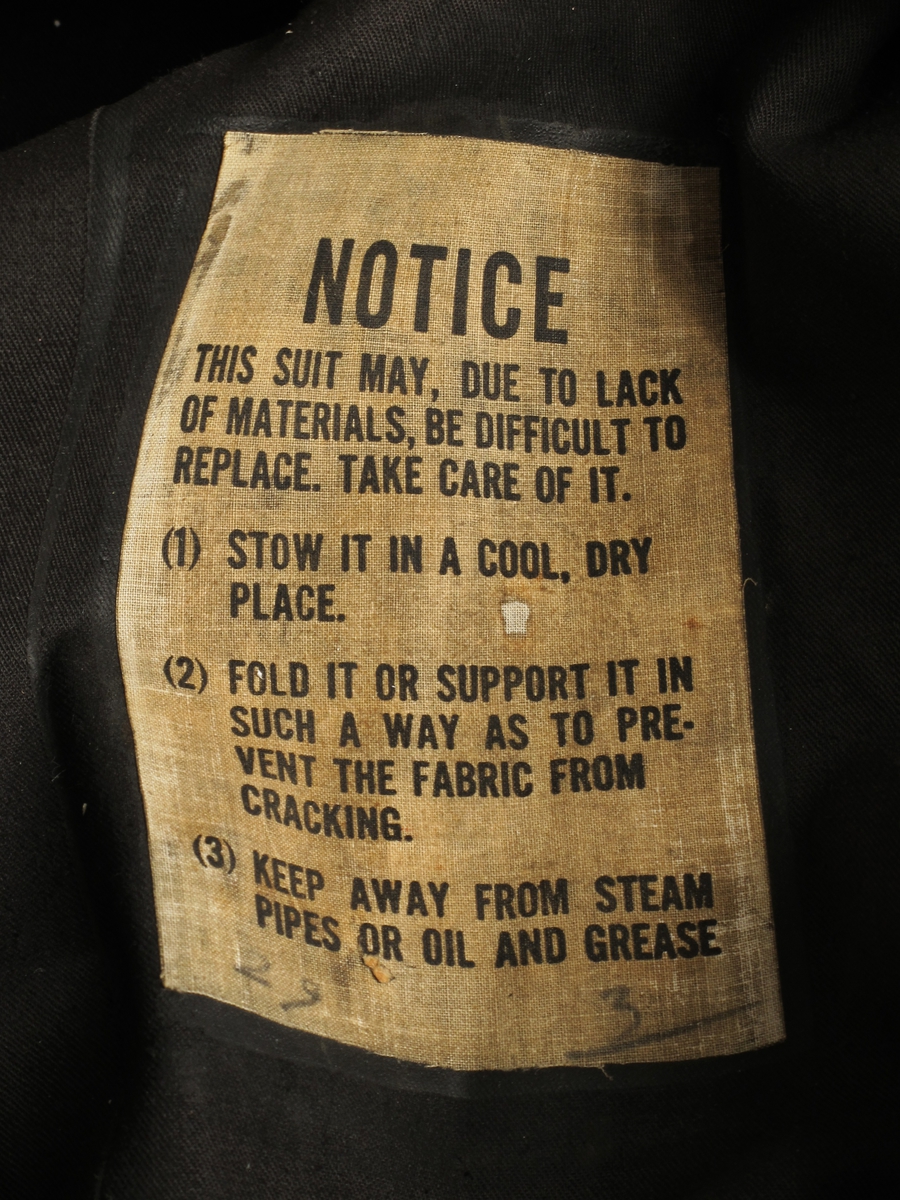 NOTICE
THIS SUIT MAY, DUE TO LACK
OF MATERIALS, BE DIFFICULT TO
REPLACE. TAKE CARE OF IT.
(1) STOW IT IN A COOL, DRY
PLACE.
(2) FOLD IT OR SUPPORT IT IN
SUCH A WAY AS TO PRE-
VENT THE FABRIC FROM
CRACKING.
(3) KEEP AWAY FROM STEAM
PIPES OR OIL AND GREASE